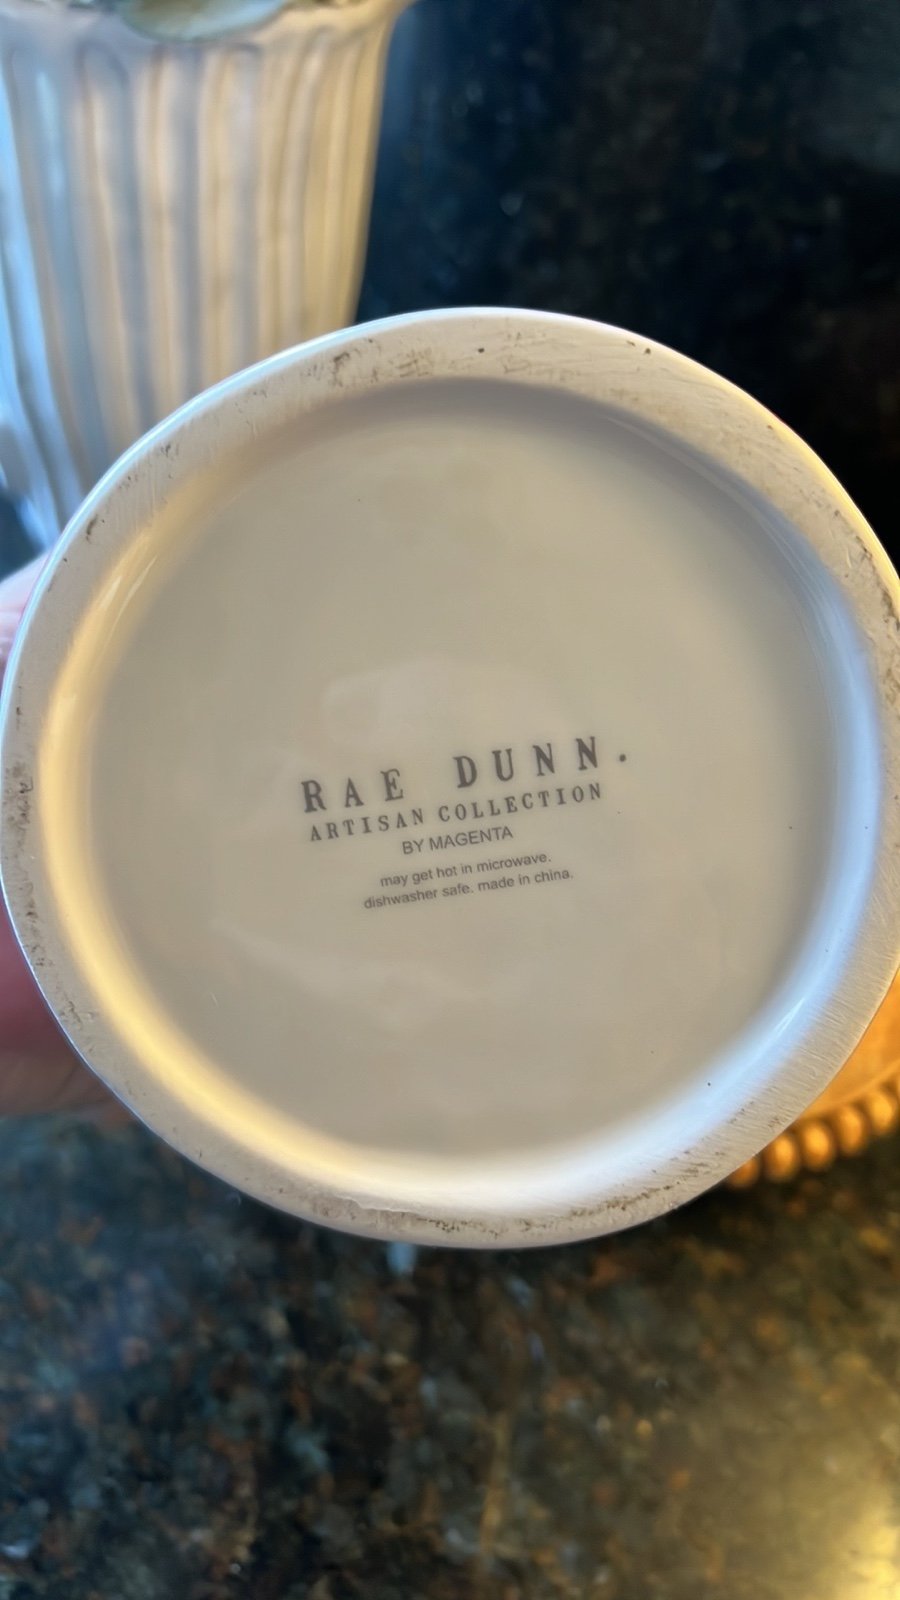 RAE DUNN.
ARTISAN COLLECTION
BY MAGENTA
may get hot in microwave.
dishwasher safe. made in china.